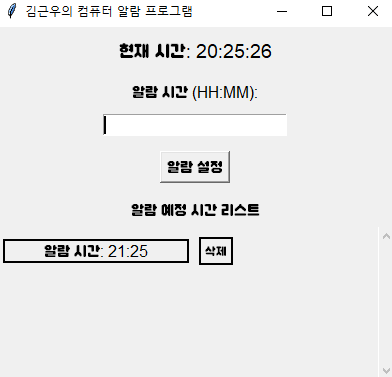 김근우의 컴퓨터 알람 프로그램
현재 시간: 20:25:26
알람 시간 (HH:MM):
알람 설정
알람 예정 시간 리스트
알람 시간: 21:25
삭제